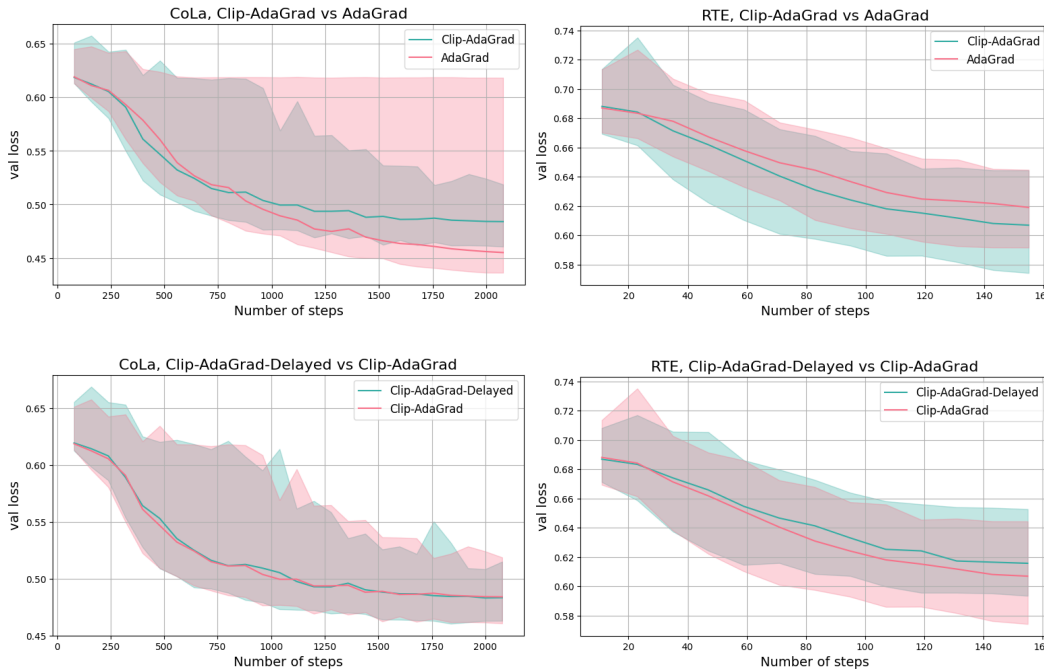 CoLa, Clip-AdaGrad vs AdaGrad
Clip-AdaGrad
AdaGrad
val loss
0.65
0.60
0.55
0.50
0.45
0 250 500 750 1000 1250 1500 1750 2000
Number of steps
RTE, Clip-AdaGrad vs AdaGrad
Clip-AdaGrad
AdaGrad
val loss
0.74
0.72
0.70
0.68
0.66
0.64
0.62
0.60
0.58
20 40 60 80 100 120 140 16
Number of steps
CoLa, Clip-AdaGrad-Delayed vs Clip-AdaGrad
Clip-AdaGrad-Delayed
Clip-AdaGrad
val loss
0.65
0.60
0.55
0.50
0.45
0 250 500 750 1000 1250 1500 1750 2000
Number of steps
RTE, Clip-AdaGrad-Delayed vs Clip-AdaGrad
Clip-AdaGrad-Delayed
Clip-AdaGrad
val loss
0.74
0.72
0.70
0.68
0.66
0.64
0.62
0.60
0.58
20 40 60 80 100 120 140 16
Number of steps